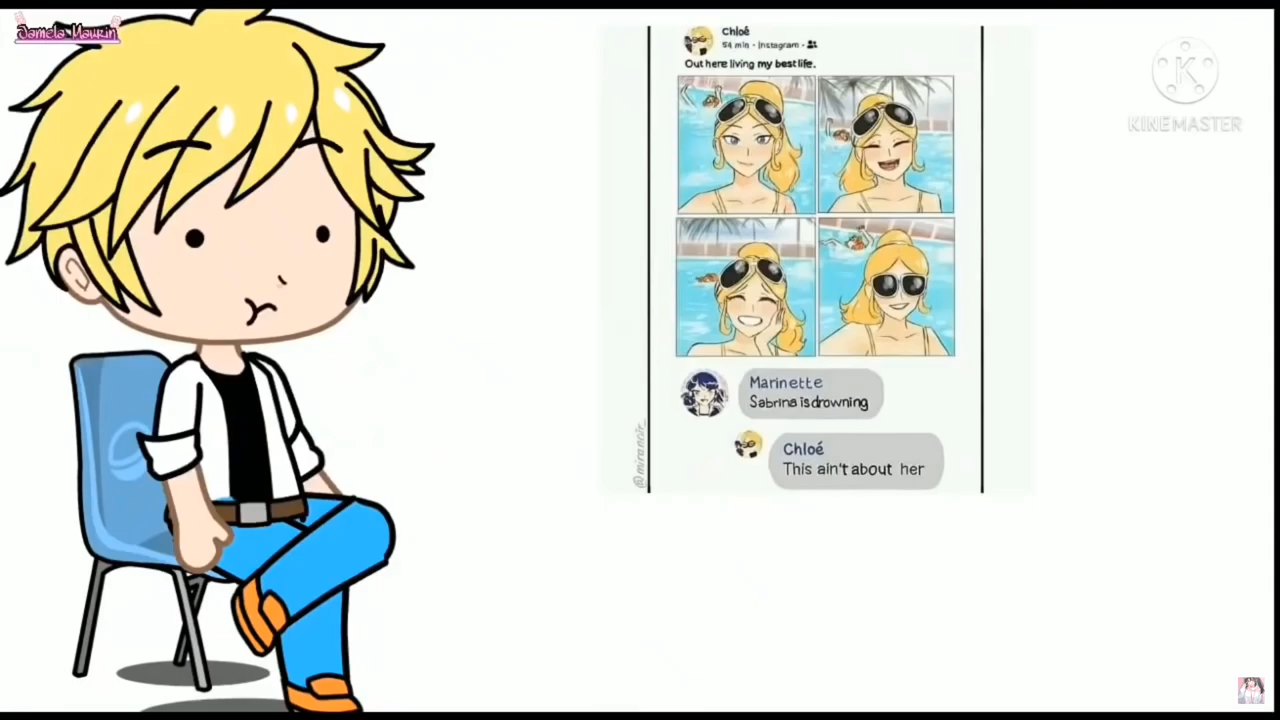 Jamela Maurin
Chloé
54 min · Instagram ·
Out here living my best life.
KINEMASTER
Marinette
Sabrina is drowning
Chloé
This ain't about her
@mirannir_